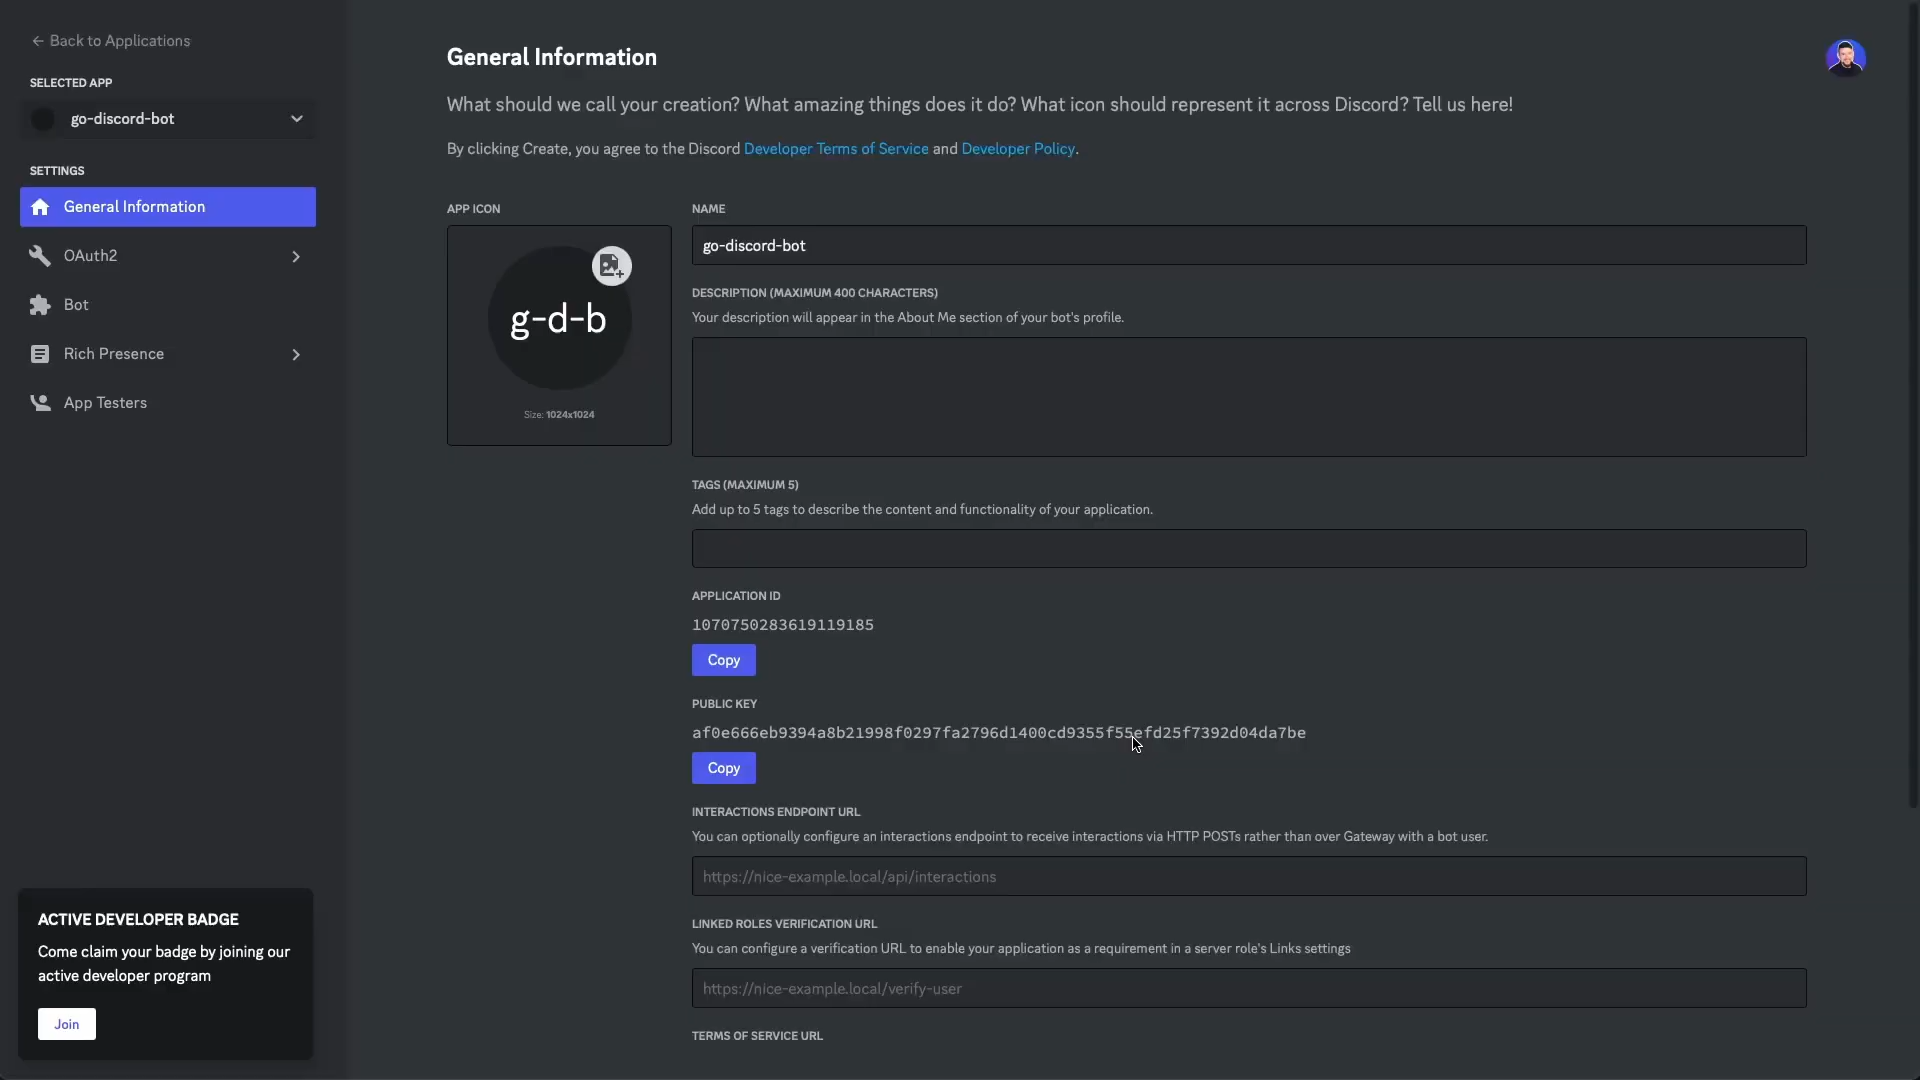 Back to Applications
SELECTED APP
go-discord-bot
SETTINGS
General Information
OAuth2
Bot
Rich Presence
App Testers
ACTIVE DEVELOPER BADGE
Come claim your badge by joining our
active developer program
Join
General Information
What should we call your creation? What amazing things does it do? What icon should represent it across Discord? Tell us here!
By clicking Create, you agree to the Discord Developer Terms of Service and Developer Policy.
APP ICON
g-d-b
Size: 1024x1024
NAME
go-discord-bot
DESCRIPTION (MAXIMUM 400 CHARACTERS)
Your description will appear in the About Me section of your bot's profile.
TAGS (MAXIMUM 5)
Add up to 5 tags to describe the content and functionality of your application.
APPLICATION ID
1070750283619119185
Copy
PUBLIC KEY
af0e666eb9394a8b21998f0297fa2796d1400cd9355f55efd25f7392d04da7be
Copy
INTERACTIONS ENDPOINT URL
You can optionally configure an interactions endpoint to receive interactions via HTTP POSTs rather than over Gateway with a bot user.
https://nice-example.local/api/interactions
LINKED ROLES VERIFICATION URL
You can configure a verification URL to enable your application as a requirement in a server role's Links settings
https://nice-example.local/verify-user
TERMS OF SERVICE URL